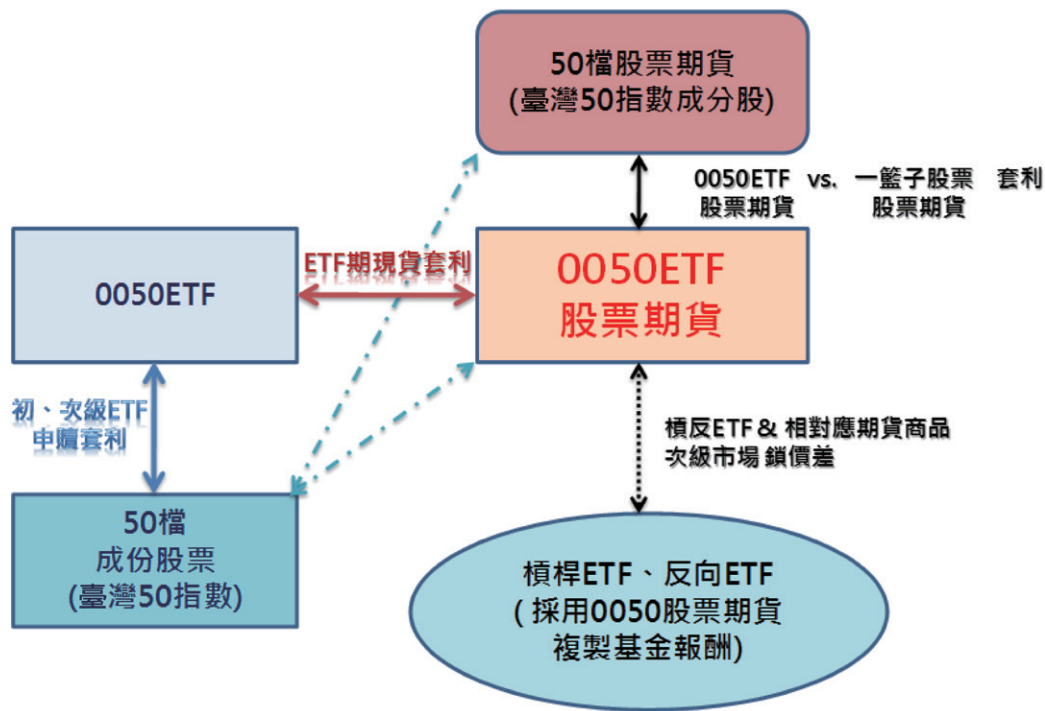 50檔股票期貨
(臺灣50指數成分股)
0050ETF vs. 一籃子股票 套利
股票期貨 股票期貨
ETF期現貨套利
0050ETF
0050ETF
股票期貨
初、次級ETF
申贖套利
槓反ETF & 相對應期貨商品
次級市場 鎖價差
50檔
成份股票
(臺灣50指數)
槓桿ETF、反向ETF
( 採用0050股票期貨
複製基金報酬)